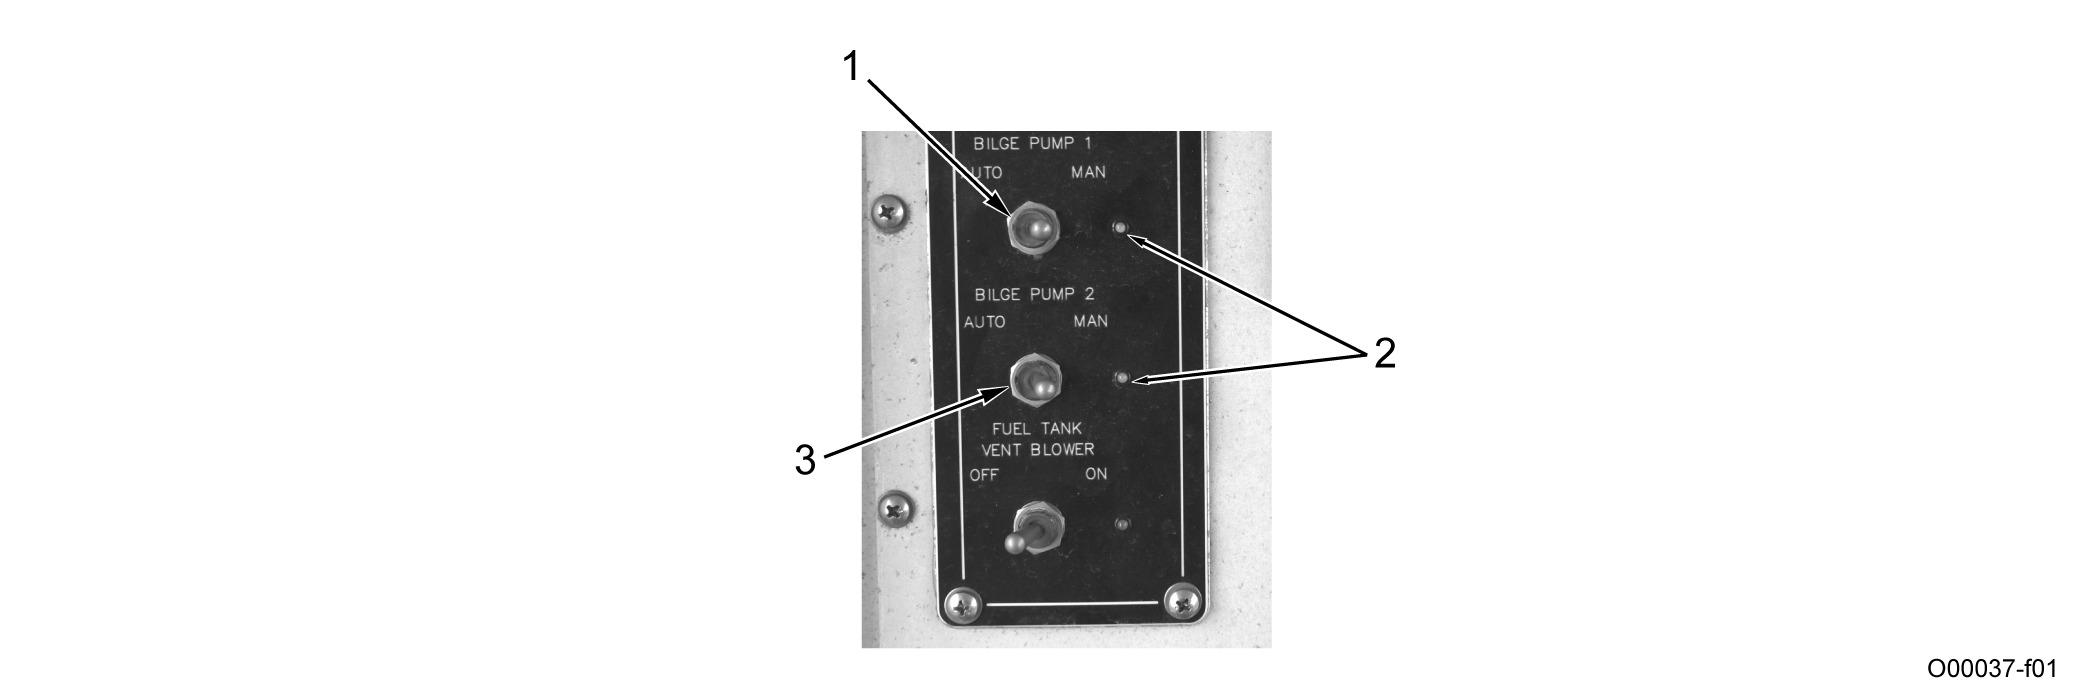 1
BILGE PUMP 1
AUTO MAN
BILGE PUMP 2
AUTO MAN
2
3
FUEL TANK
VENT BLOWER
OFF ON
O00037-f01